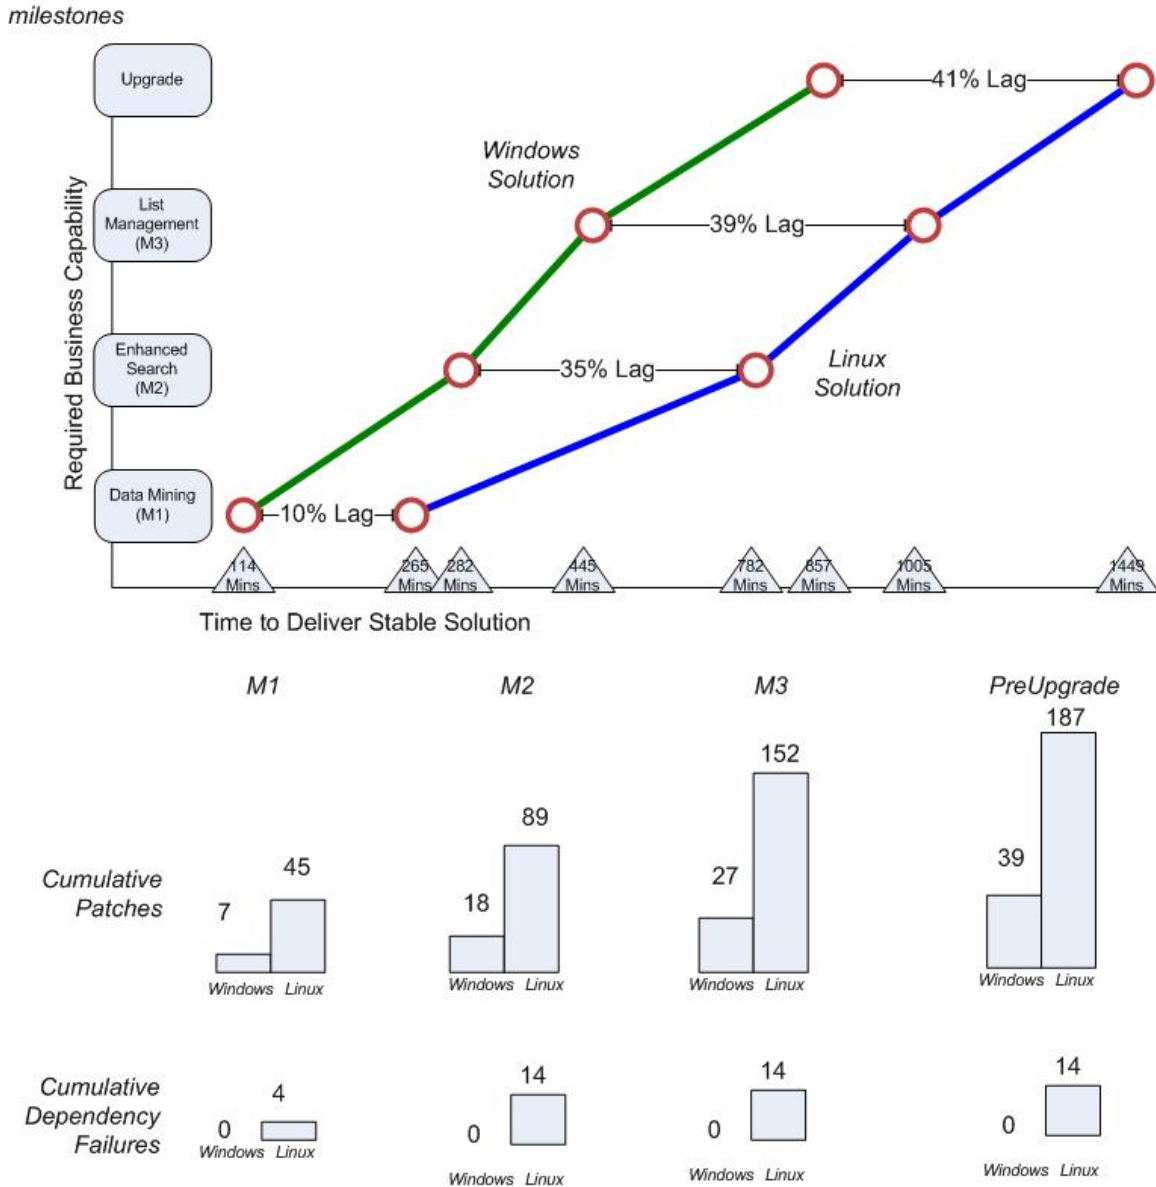 milestones
Upgrade
41% Lag
Windows
Solution
List
Management
(M3)
39% Lag
Required Business Capability
Enhanced
Search
(M2)
35% Lag
Linux
Solution
Data Mining
(M1)
10% Lag
114
Mins
265
Mins
282
Mins
445
Mins
782
Mins
857
Mins
1005
Mins
1449
Mins
Time to Deliver Stable Solution
M1
M2
M3
PreUpgrade
Cumulative
Patches
7
45
Windows Linux
18
89
Windows Linux
27
152
Windows Linux
39
187
Windows Linux
Cumulative
Dependency
Failures
0
4
Windows Linux
0
14
Windows Linux
0
14
Windows Linux
0
14
Windows Linux